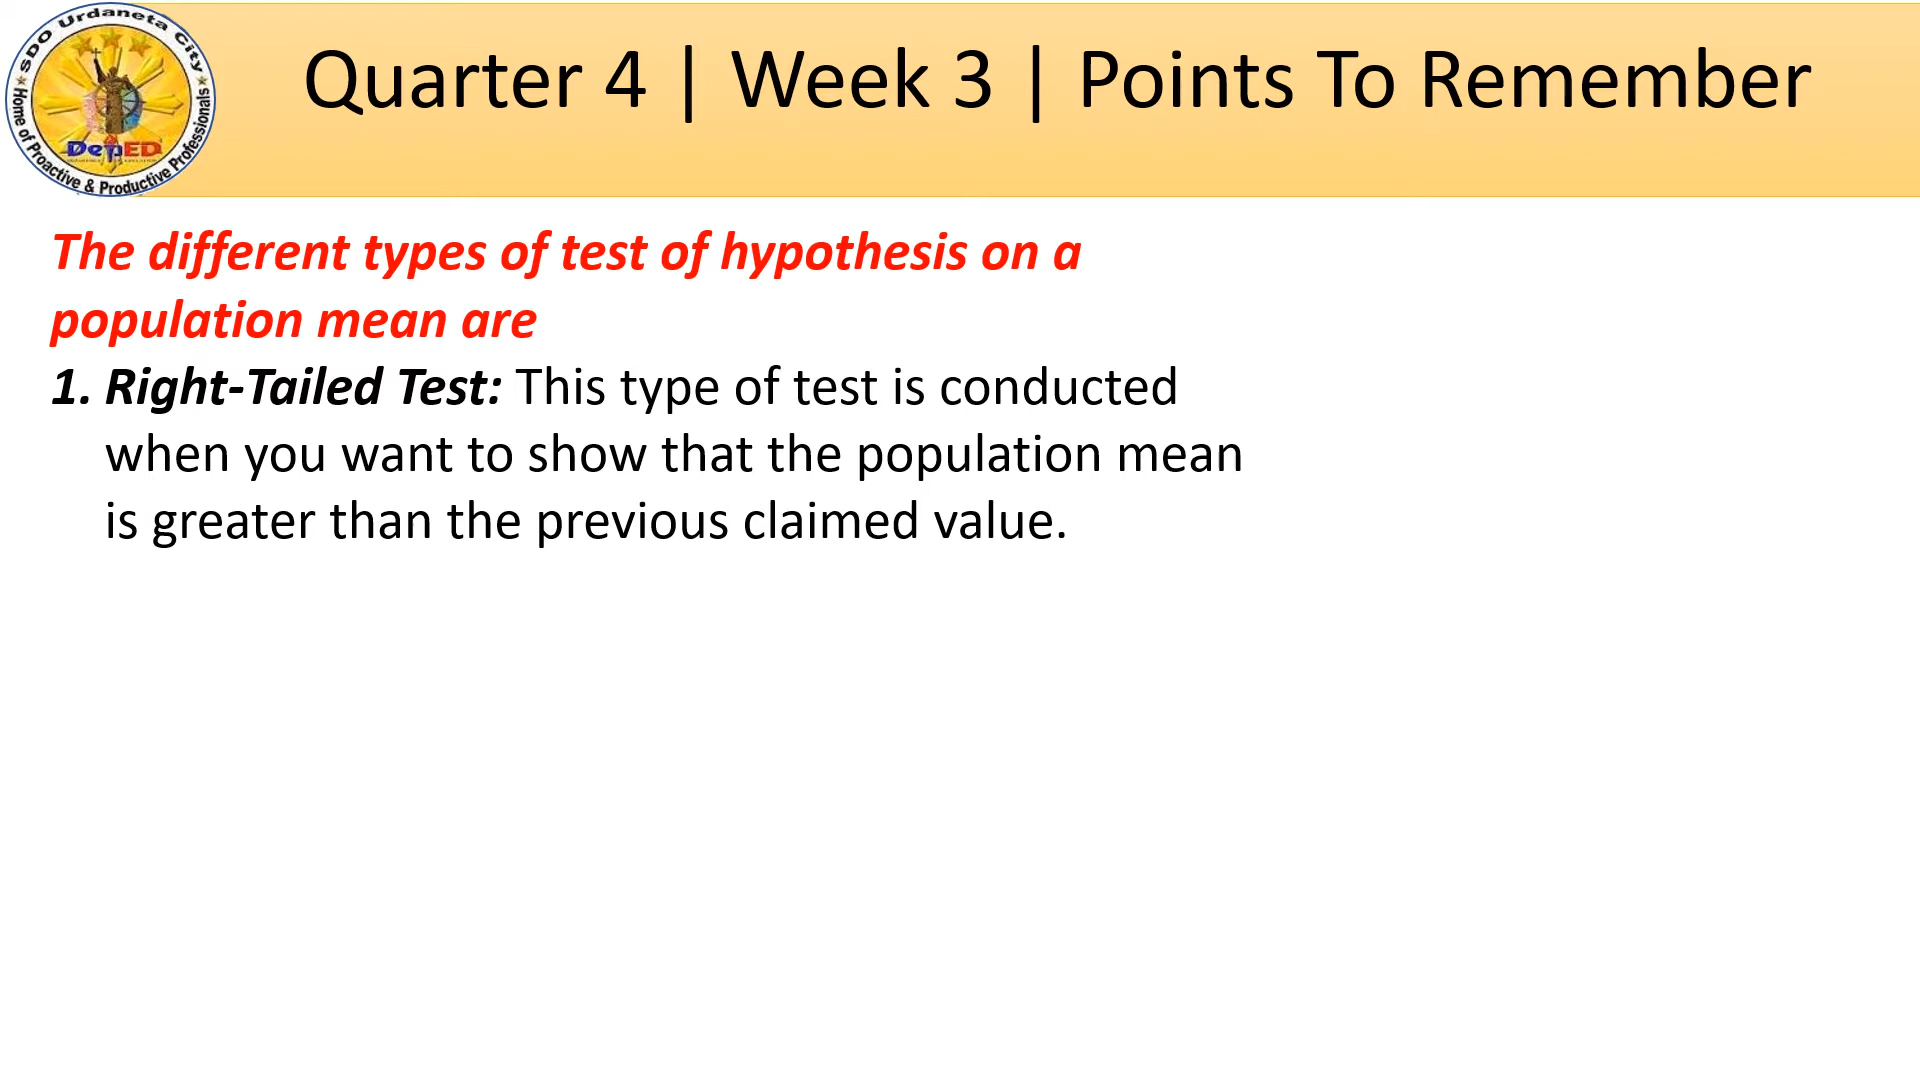 SDO Urdaneta City
Home of Proactive & Productive Professionals
DepED
Quarter 4 | Week 3 | Points To Remember
The different types of test of hypothesis on a
population mean are
1. Right-Tailed Test: This type of test is conducted
when you want to show that the population mean
is greater than the previous claimed value.